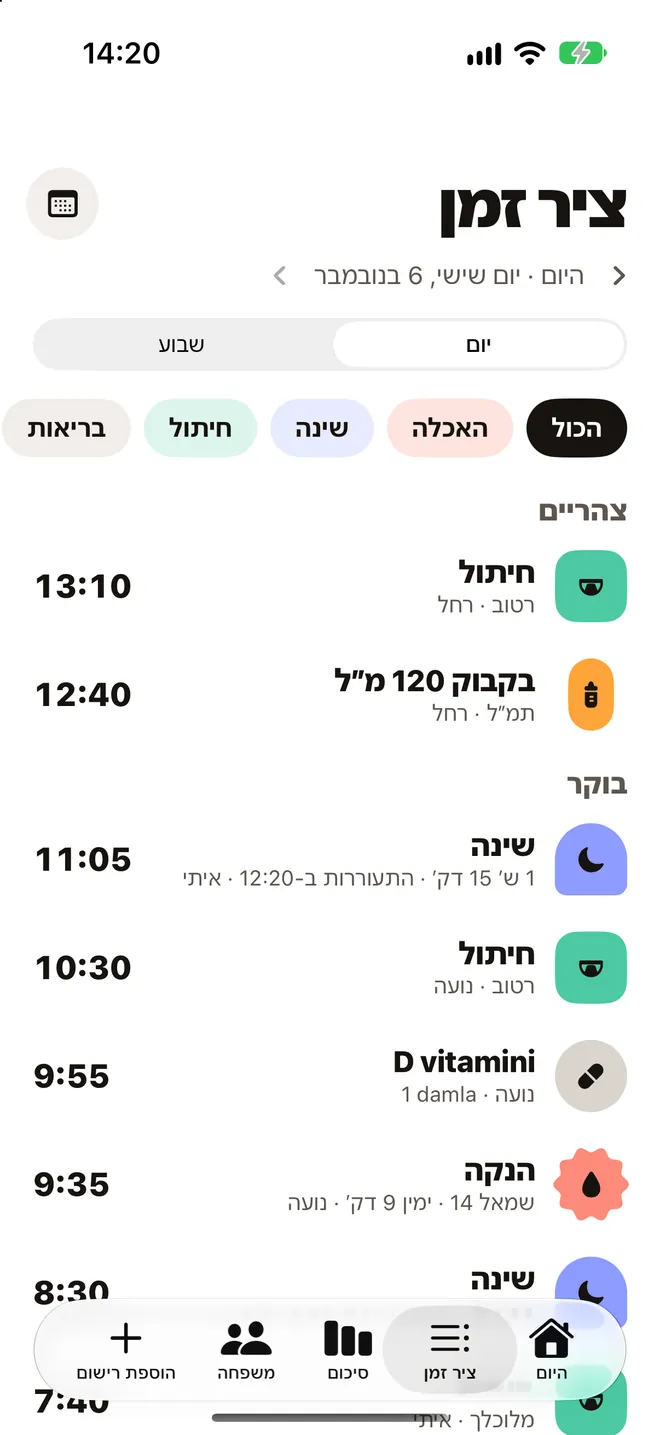 14:20
ציר זמן
היום · יום שישי, 6 בנובמבר
יום
שבוע
הכול
האכלה
שינה
חיתול
בריאות
צהריים
חיתול
רטוב · רחל
13:10
בקבוק 120 מ״ל
תמ״ל · רחל
12:40
בוקר
שינה
1 ש׳ 15 דק׳ · התעוררות ב-12:20 · איתי
11:05
חיתול
רטוב · נועה
10:30
D vitamini
1 damla · נועה
9:55
הנקה
שמאל 14 · ימין 9 דק׳ · נועה
9:35
שינה
8:30
מלוכלך · איתי
7:40
היום
ציר זמן
סיכום
משפחה
הוספת רישום